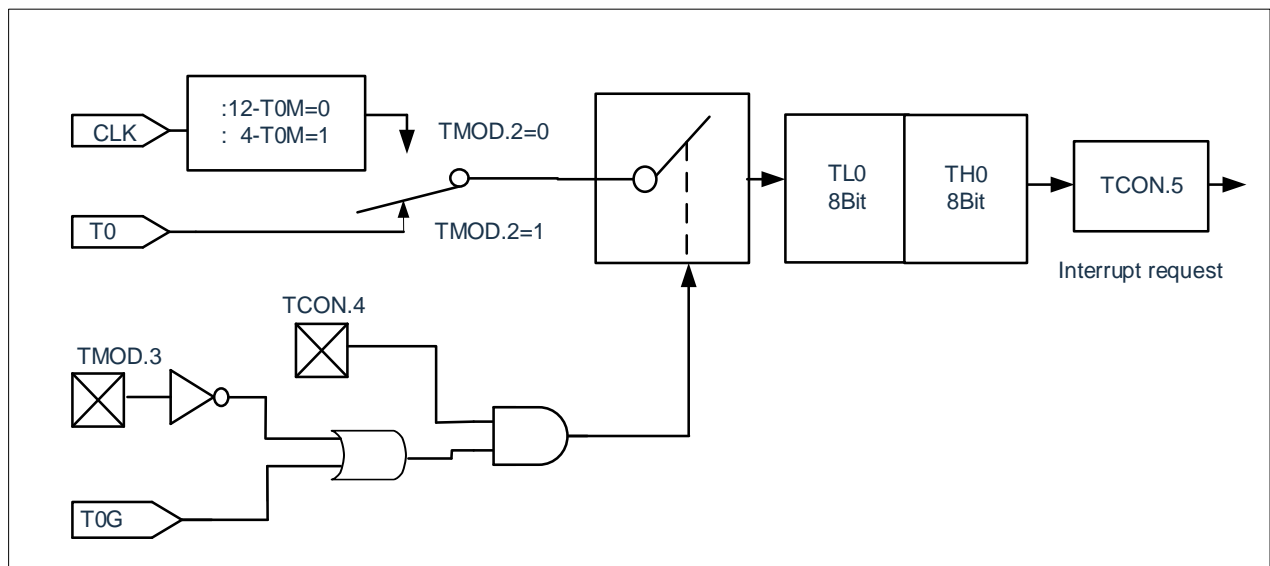 :12-T0M=0
: 4-T0M=1
CLK
TMOD.2=0
T0
TMOD.2=1
TL0
8Bit
TH0
8Bit
TCON.5
Interrupt request
TCON.4
TMOD.3
T0G